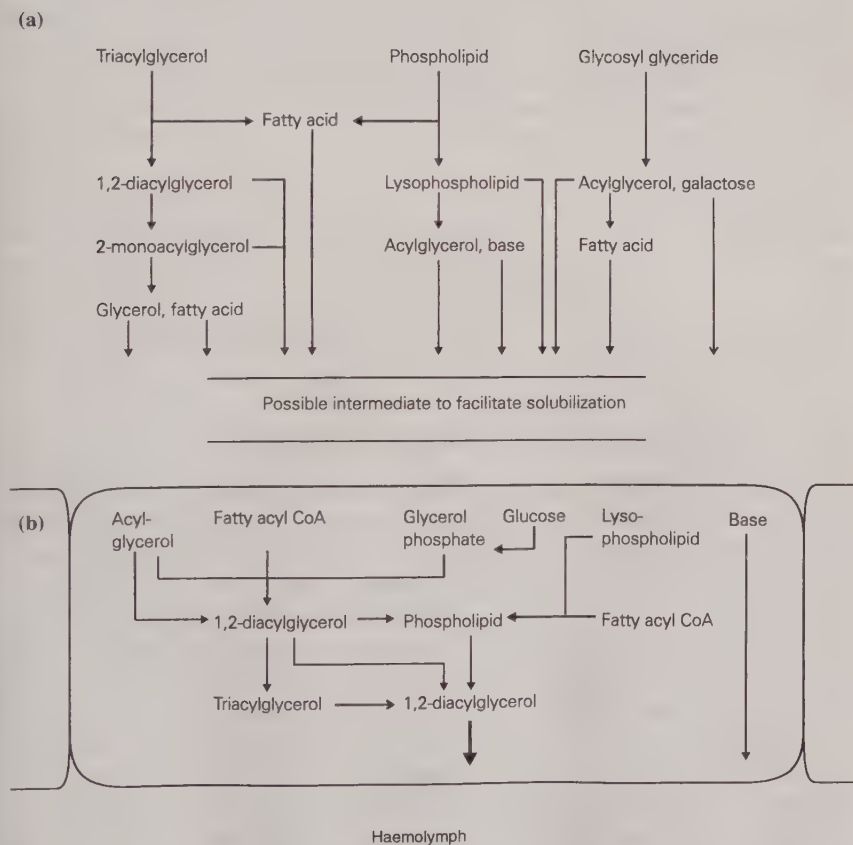 (a)
Triacylglycerol Phospholipid Glycosyl glyceride
Fatty acid
1,2-diacylglycerol Lysophospholipid Acylglycerol, galactose
2-monoacylglycerol Acylglycerol, base Fatty acid
Glycerol, fatty acid
Possible intermediate to facilitate solubilization
(b)
Acyl-
glycerol
Fatty acyl CoA
Glycerol
phosphate
Glucose
Lyso-
phospholipid
Base
1,2-diacylglycerol Phospholipid Fatty acyl CoA
Triacylglycerol 1,2-diacylglycerol
Haemolymph